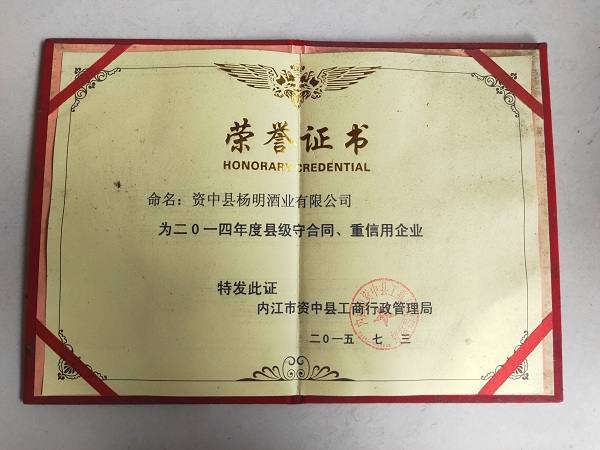 荣誉证书
HONORARY CREDENTIAL
命名：资中县杨明酒业有限公司
为二0一四年度县级守合同、重信用企业
特发此证
内江市资中县工商行政管理局
二0一五 七 三